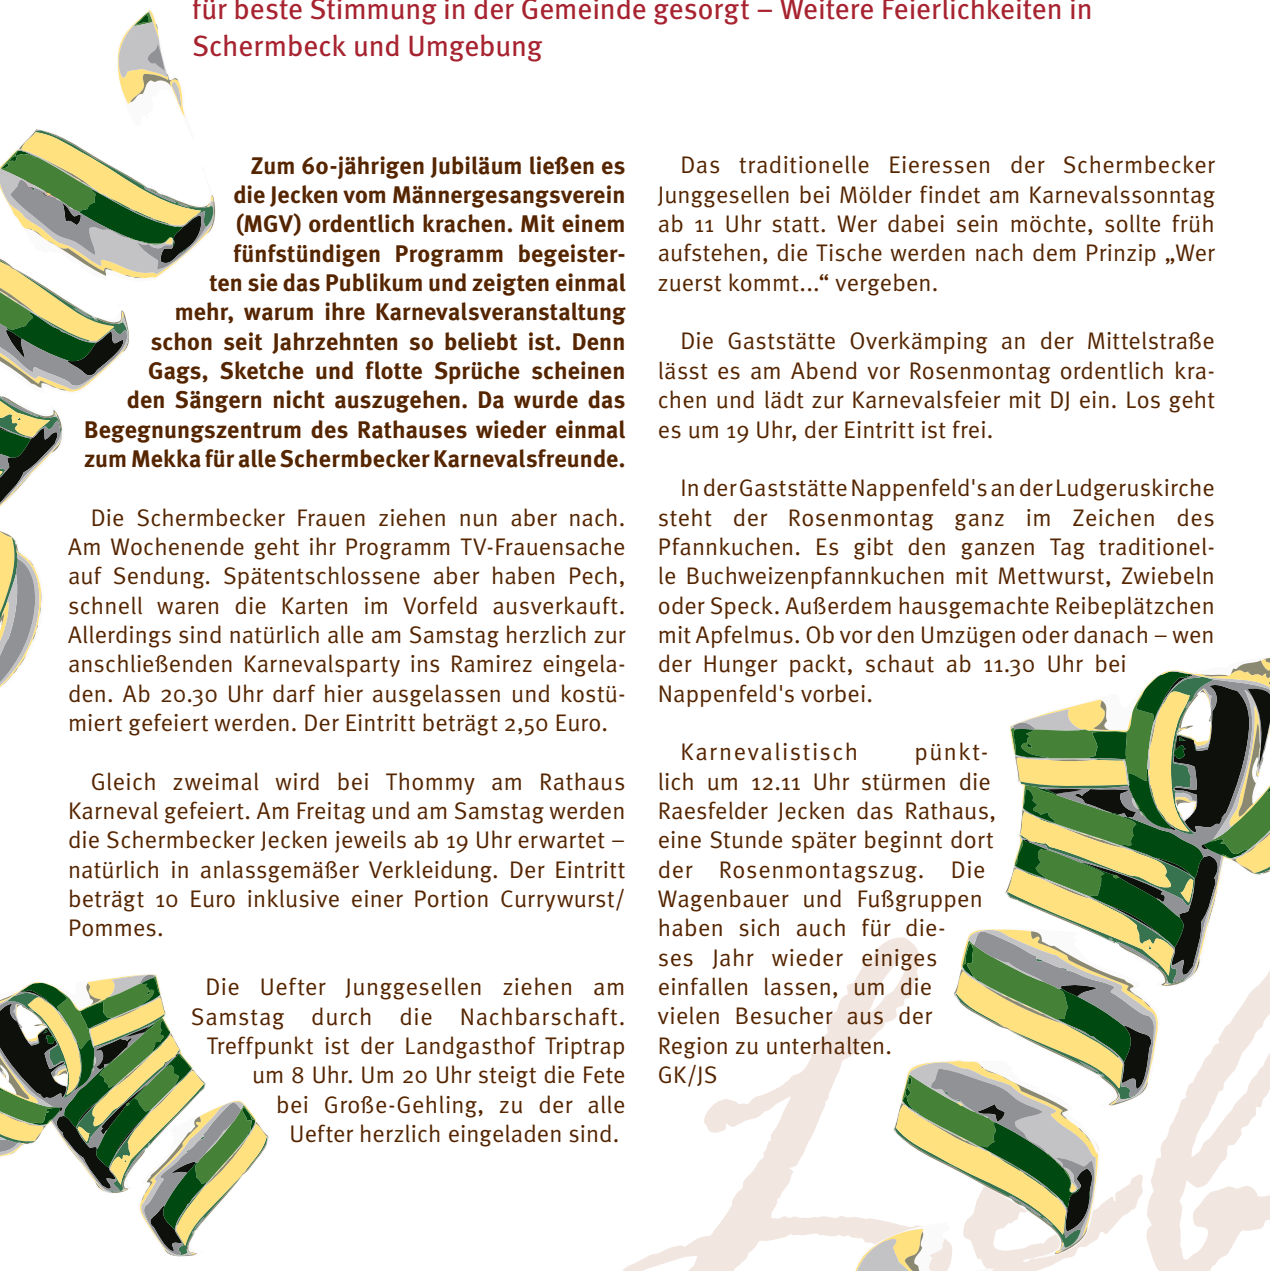 für beste Stimmung in der Gemeinde gesorgt – Weitere Feierlichkeiten in
Schermbeck und Umgebung
Zum 60-jährigen Jubiläum ließen es
die Jecken vom Männergesangsverein
(MGV) ordentlich krachen. Mit einem
fünfstündigen Programm begeister-
ten sie das Publikum und zeigten einmal
mehr, warum ihre Karnevalsveranstaltung
schon seit Jahrzehnten so beliebt ist. Denn
Gags, Sketche und flotte Sprüche scheinen
den Sängern nicht auszugehen. Da wurde das
Begegnungszentrum des Rathauses wieder einmal
zum Mekka für alle Schermbecker Karnevalsfreunde.
Die Schermbecker Frauen ziehen nun aber nach.
Am Wochenende geht ihr Programm TV-Frauensache
auf Sendung. Spätentschlossene aber haben Pech,
schnell waren die Karten im Vorfeld ausverkauft.
Allerdings sind natürlich alle am Samstag herzlich zur
anschließenden Karnevalsparty ins Ramirez eingela-
den. Ab 20.30 Uhr darf hier ausgelassen und kostü-
miert gefeiert werden. Der Eintritt beträgt 2,50 Euro.
Gleich zweimal wird bei Thommy am Rathaus
Karneval gefeiert. Am Freitag und am Samstag werden
die Schermbecker Jecken jeweils ab 19 Uhr erwartet –
natürlich in anlassgemäßer Verkleidung. Der Eintritt
beträgt 10 Euro inklusive einer Portion Currywurst/
Pommes.
Die Uefter Junggesellen ziehen am
Samstag durch die Nachbarschaft.
Treffpunkt ist der Landgasthof Triptrap
um 8 Uhr. Um 20 Uhr steigt die Fete
bei Große-Gehling, zu der alle
Uefter herzlich eingeladen sind.
Das traditionelle Eieressen der Schermbecker
Junggesellen bei Mölder findet am Karnevalssonntag
ab 11 Uhr statt. Wer dabei sein möchte, sollte früh
aufstehen, die Tische werden nach dem Prinzip „Wer
zuerst kommt...“ vergeben.
Die Gaststätte Overkämping an der Mittelstraße
lässt es am Abend vor Rosenmontag ordentlich kra-
chen und lädt zur Karnevalsfeier mit DJ ein. Los geht
es um 19 Uhr, der Eintritt ist frei.
In der Gaststätte Nappenfeld's an der Ludgeruskirche
steht der Rosenmontag ganz im Zeichen des
Pfannkuchen. Es gibt den ganzen Tag traditionel-
le Buchweizenpfannkuchen mit Mettwurst, Zwiebeln
oder Speck. Außerdem hausgemachte Reibeplätzchen
mit Apfelmus. Ob vor den Umzügen oder danach – wen
der Hunger packt, schaut ab 11.30 Uhr bei
Nappenfeld's vorbei.
Karnevalistisch pünkt-
lich um 12.11 Uhr stürmen die
Raesfelder Jecken das Rathaus,
eine Stunde später beginnt dort
der Rosenmontagszug. Die
Wagenbauer und Fußgruppen
haben sich auch für die-
ses Jahr wieder einiges
einfallen lassen, um die
vielen Besucher aus der
Region zu unterhalten.
GK/JS